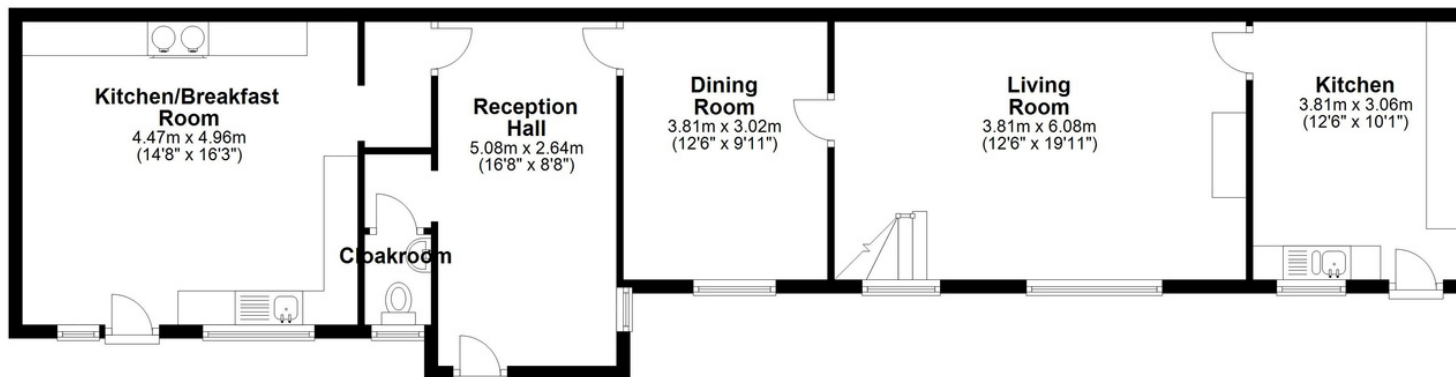 Kitchen/Breakfast
Room
4.47m x 4.96m
(14'8" x 16'3")
Reception
Hall
5.08m x 2.64m
(16'8" x 8'8")
Dining
Room
3.81m x 3.02m
(12'6" x 9'11")
Living
Room
3.81m x 6.08m
(12'6" x 19'11")
Kitchen
3.81m x 3.06m
(12'6" x 10'1")
Cloakroom